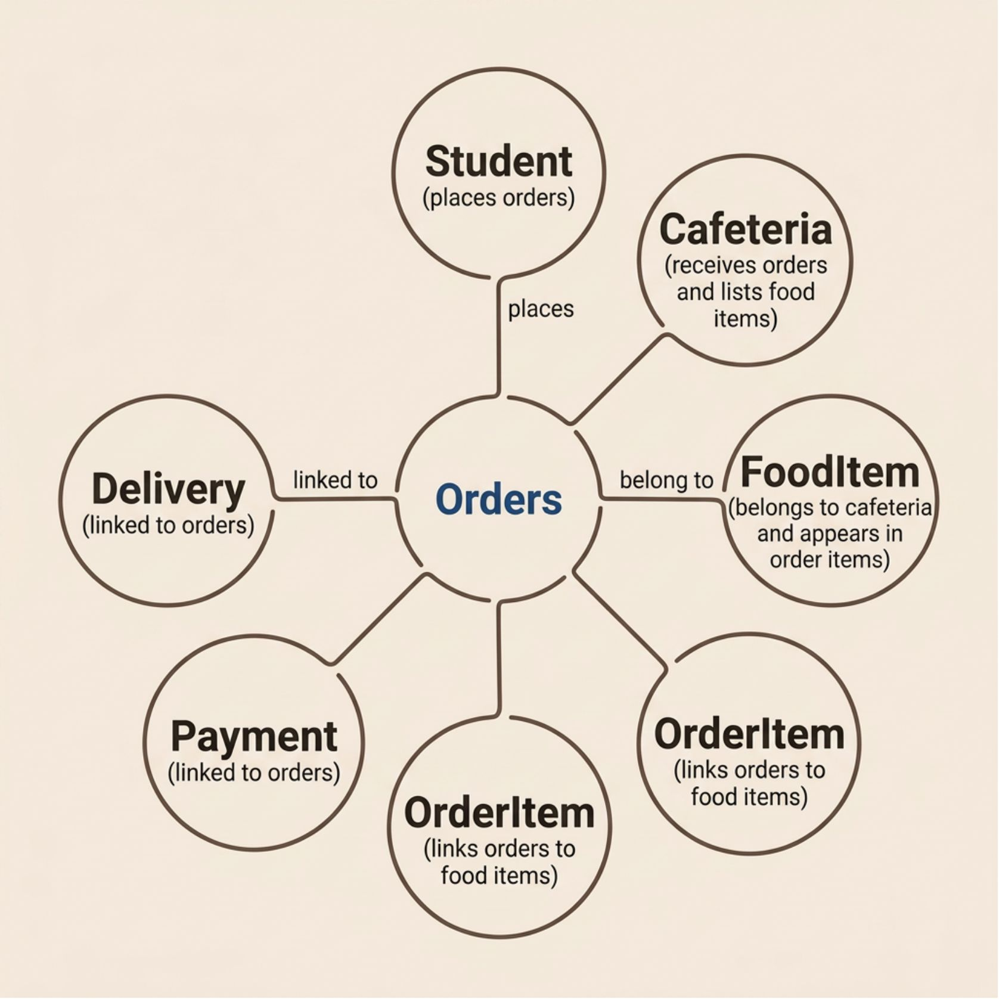 Student
(places orders)
Cafeteria
(receives orders
and lists food
items)
places
Delivery
(linked to orders)
linked to
Orders
belong to
FoodItem
(belongs to cafeteria
and appears in
order items)
Payment
(linked to orders)
OrderItem
(links orders to
food items)
OrderItem
(links orders to
food items)